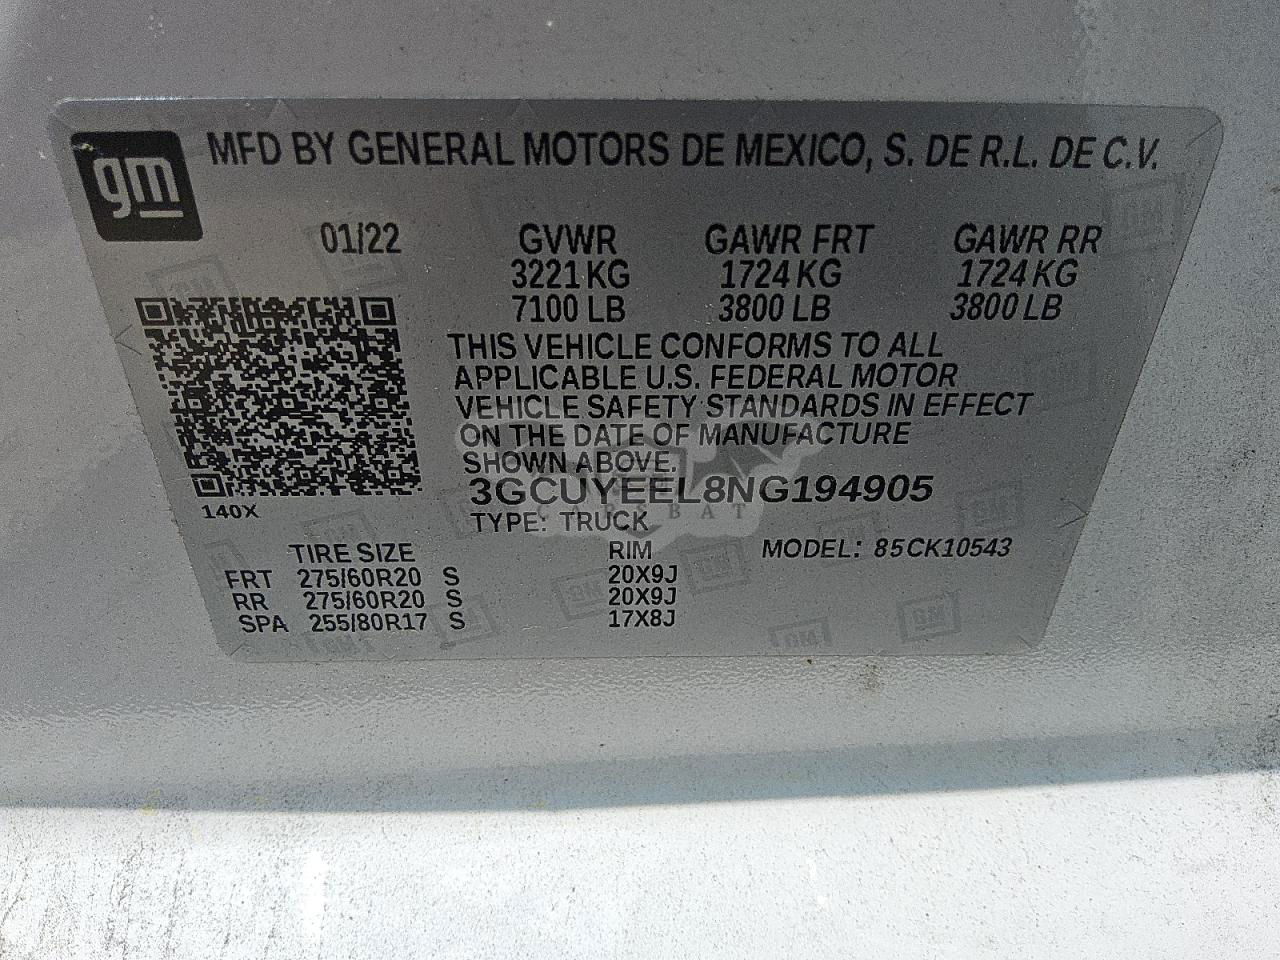 gm
MFD BY GENERAL MOTORS DE MEXICO, S. DE R.L. DE C.V.
01/22 GVWR GAWR FRT GAWR RR
3221 KG 1724 KG 1724 KG
7100 LB 3800 LB 3800 LB
THIS VEHICLE CONFORMS TO ALL
APPLICABLE U.S. FEDERAL MOTOR
VEHICLE SAFETY STANDARDS IN EFFECT
ON THE DATE OF MANUFACTURE
SHOWN ABOVE.
3GCUYEEL8NG194905
CARSBAT
140X
TYPE: TRUCK
TIRE SIZE RIM MODEL: 85CK10543
FRT 275/60R20 S 20X9J
RR 275/60R20 S 20X9J
SPA 255/80R17 S 17X8J